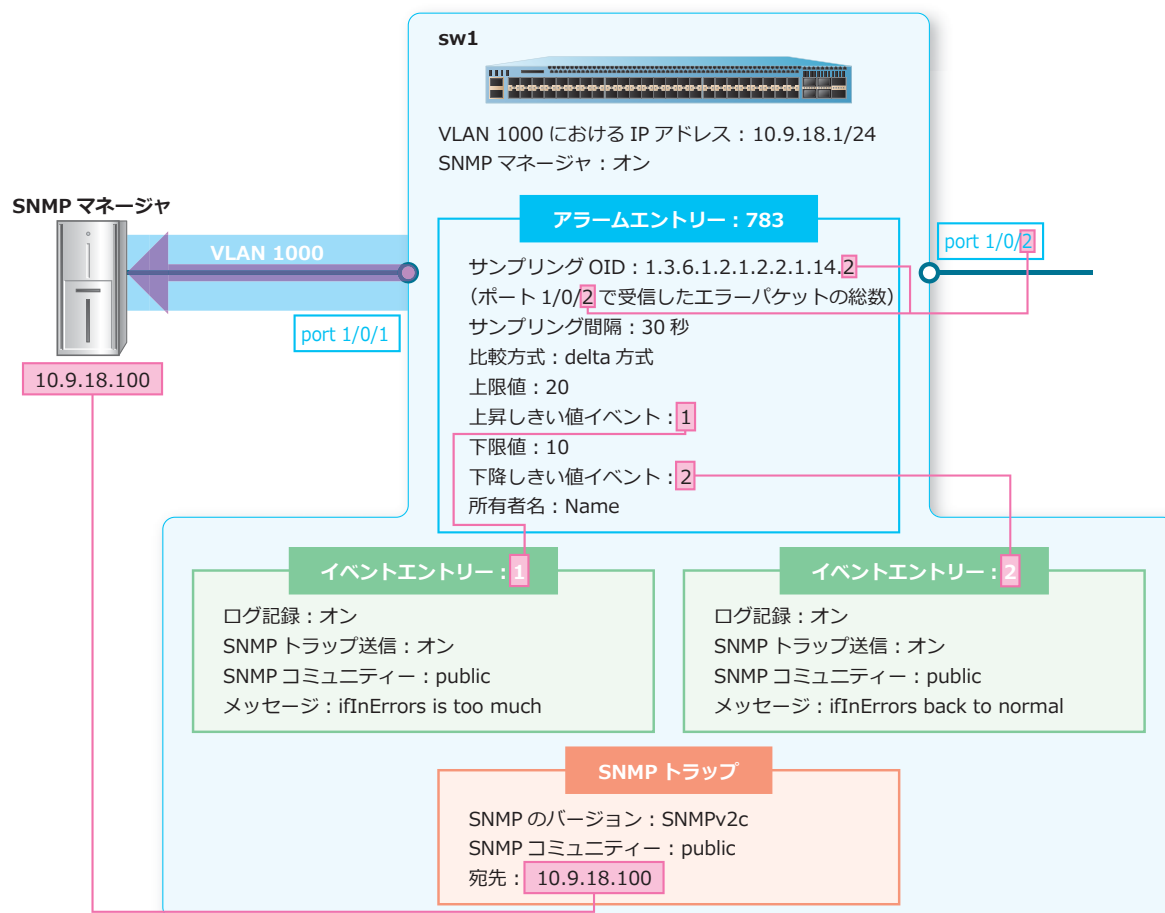 sw1
VLAN 1000 における IP アドレス：10.9.18.1/24
SNMP マネージャ：オン
SNMP マネージャ
VLAN 1000
port 1/0/1
10.9.18.100
port 1/0/2
アラームエントリー：783
サンプリング OID：1.3.6.1.2.1.2.2.1.14.2
（ポート 1/0/2 で受信したエラーパケットの総数）
サンプリング間隔：30 秒
比較方式：delta 方式
上限値：20
上昇しきい値イベント：1
下限値：10
下降しきい値イベント：2
所有者名：Name
イベントエントリー：1
ログ記録：オン
SNMP トラップ送信：オン
SNMP コミュニティー：public
メッセージ：ifInErrors is too much
イベントエントリー：2
ログ記録：オン
SNMP トラップ送信：オン
SNMP コミュニティー：public
メッセージ：ifInErrors back to normal
SNMP トラップ
SNMP のバージョン：SNMPv2c
SNMP コミュニティー：public
宛先：10.9.18.100